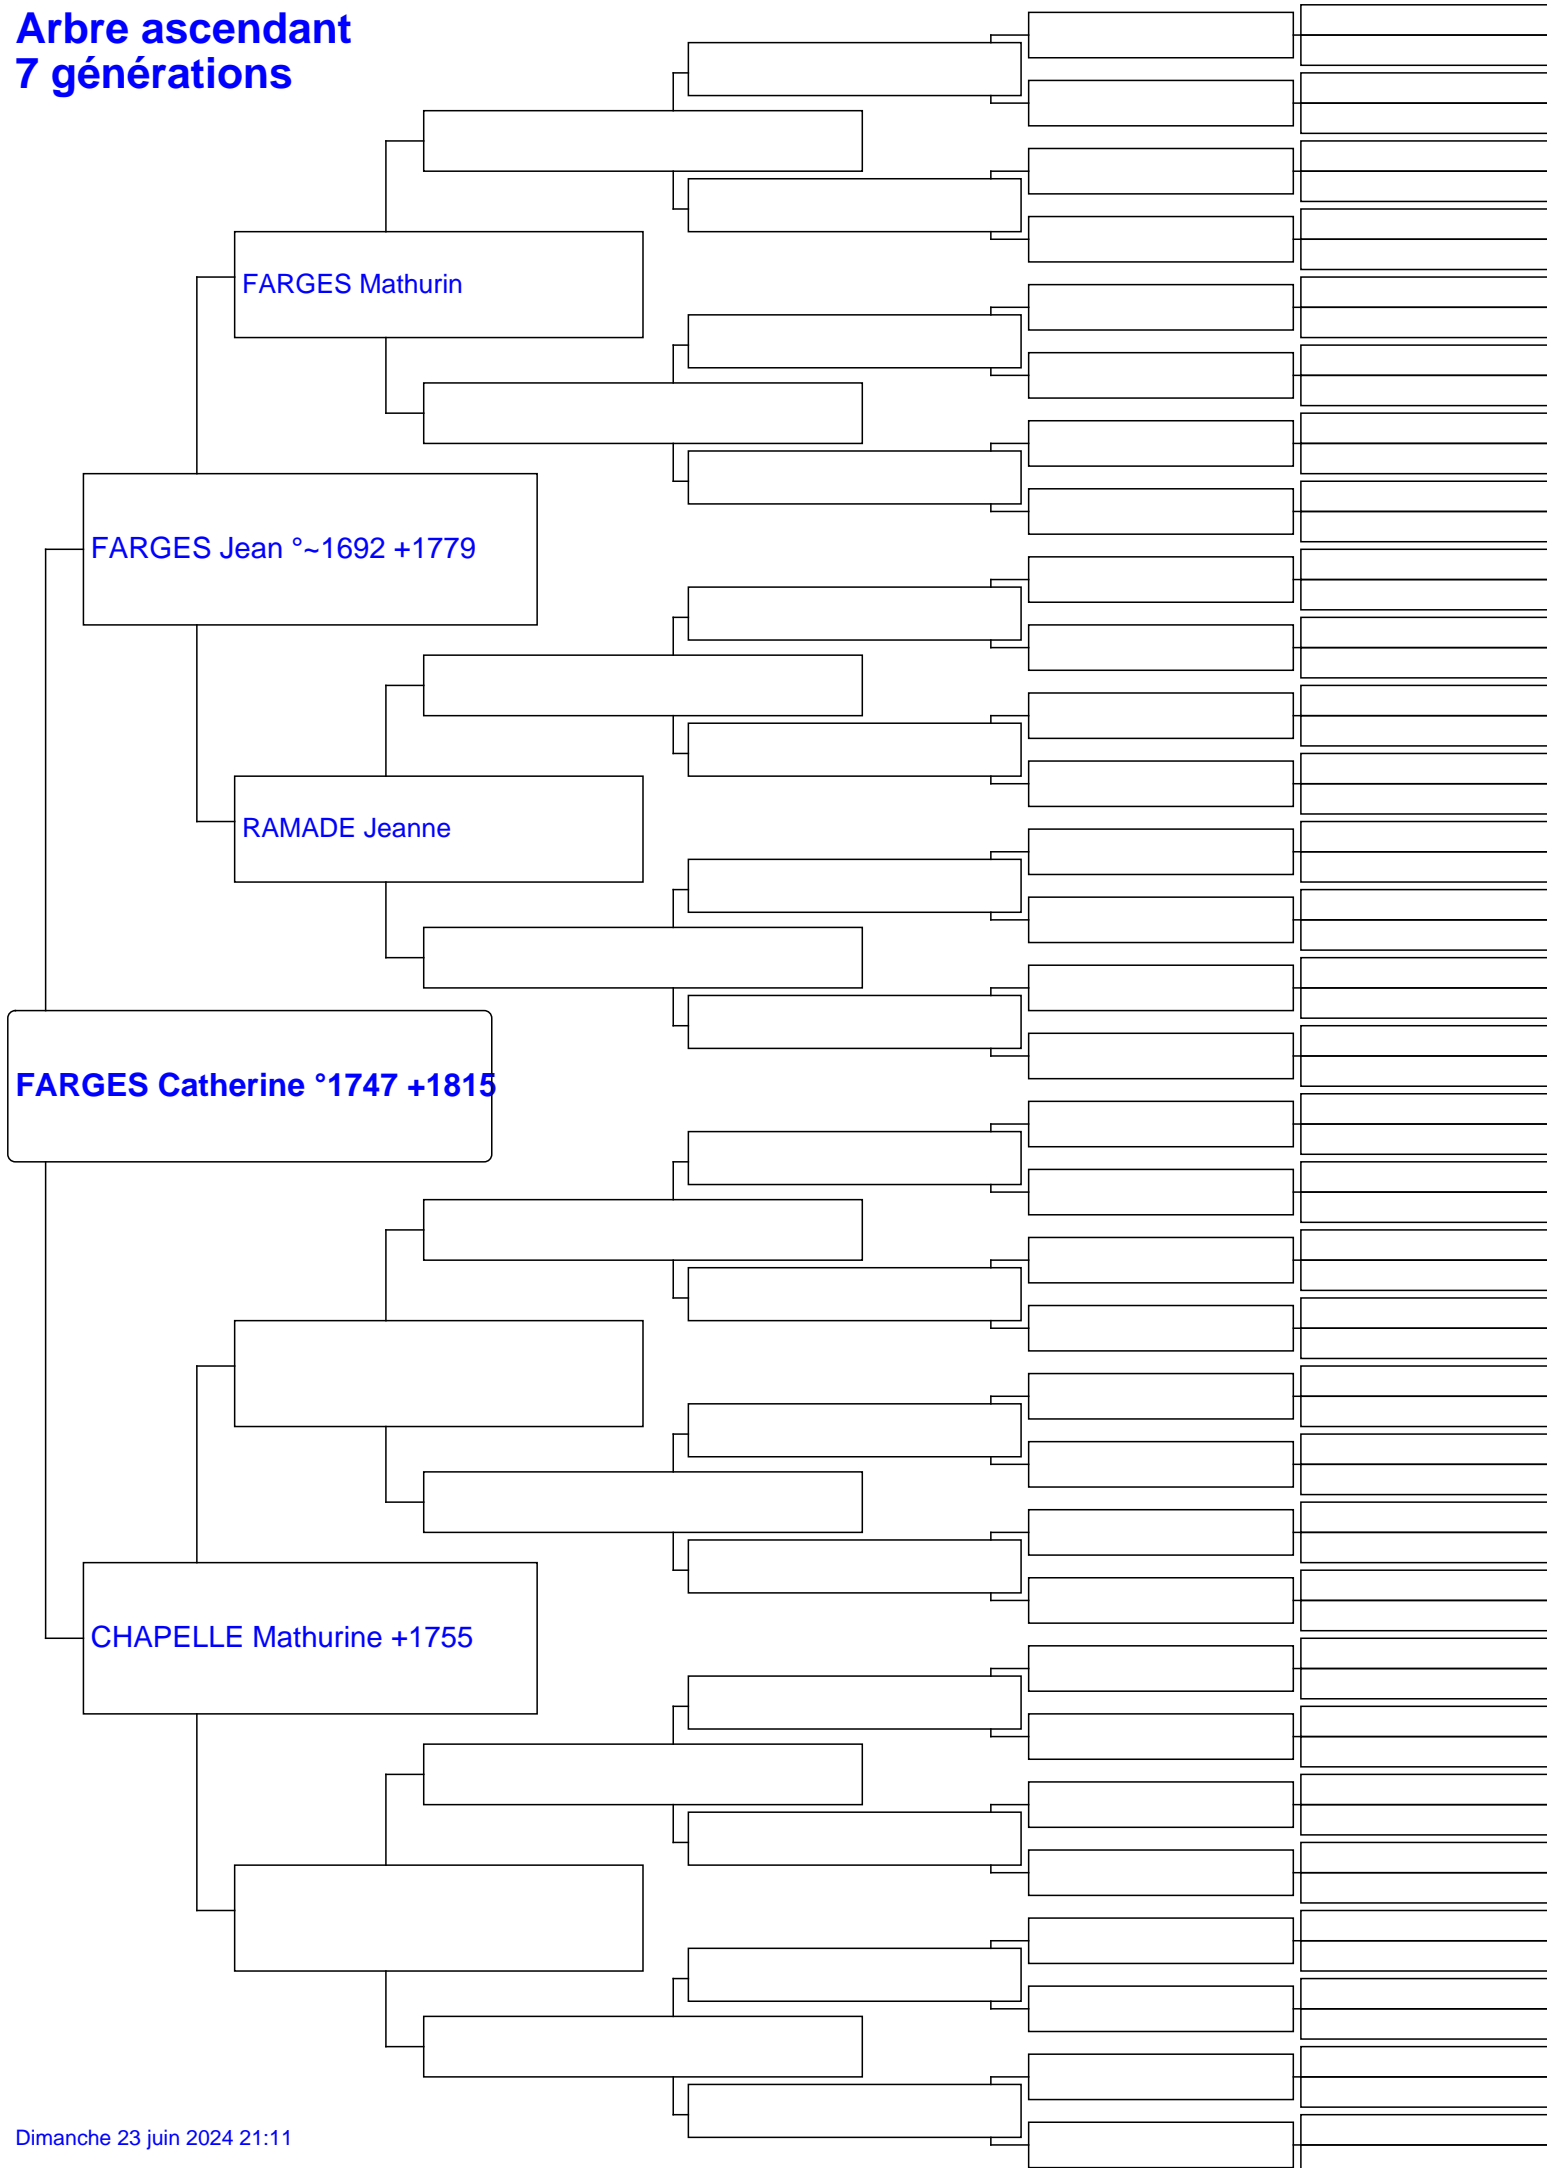 Arbre ascendant
7 générations
FARGES Mathurin
FARGES Jean °~1692 +1779
RAMADE Jeanne
FARGES Catherine °1747 +1815
CHAPELLE Mathurine +1755
Dimanche 23 juin 2024 21:11